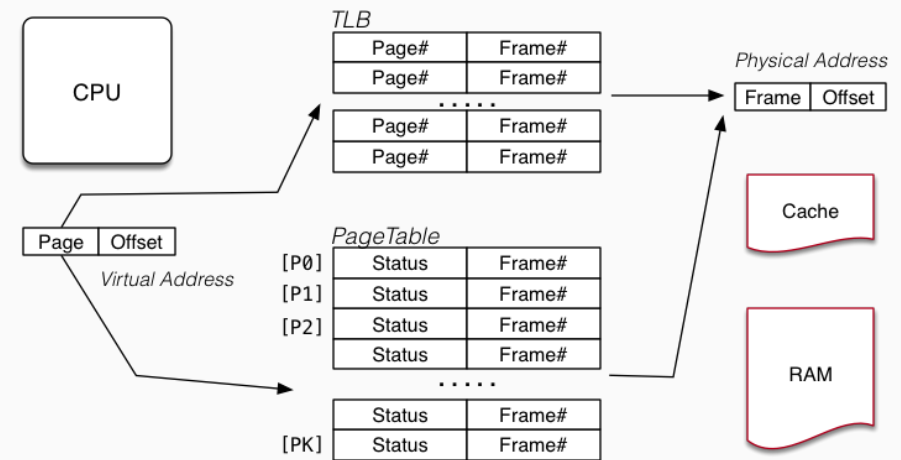 TLB
Page# Frame#
Page# Frame#
.....
Page# Frame#
Page# Frame#
CPU
Physical Address
Frame Offset
Cache
RAM
Page Offset
Virtual Address
PageTable
[P0] Status Frame#
[P1] Status Frame#
[P2] Status Frame#
Status Frame#
.....
Status Frame#
[PK] Status Frame#